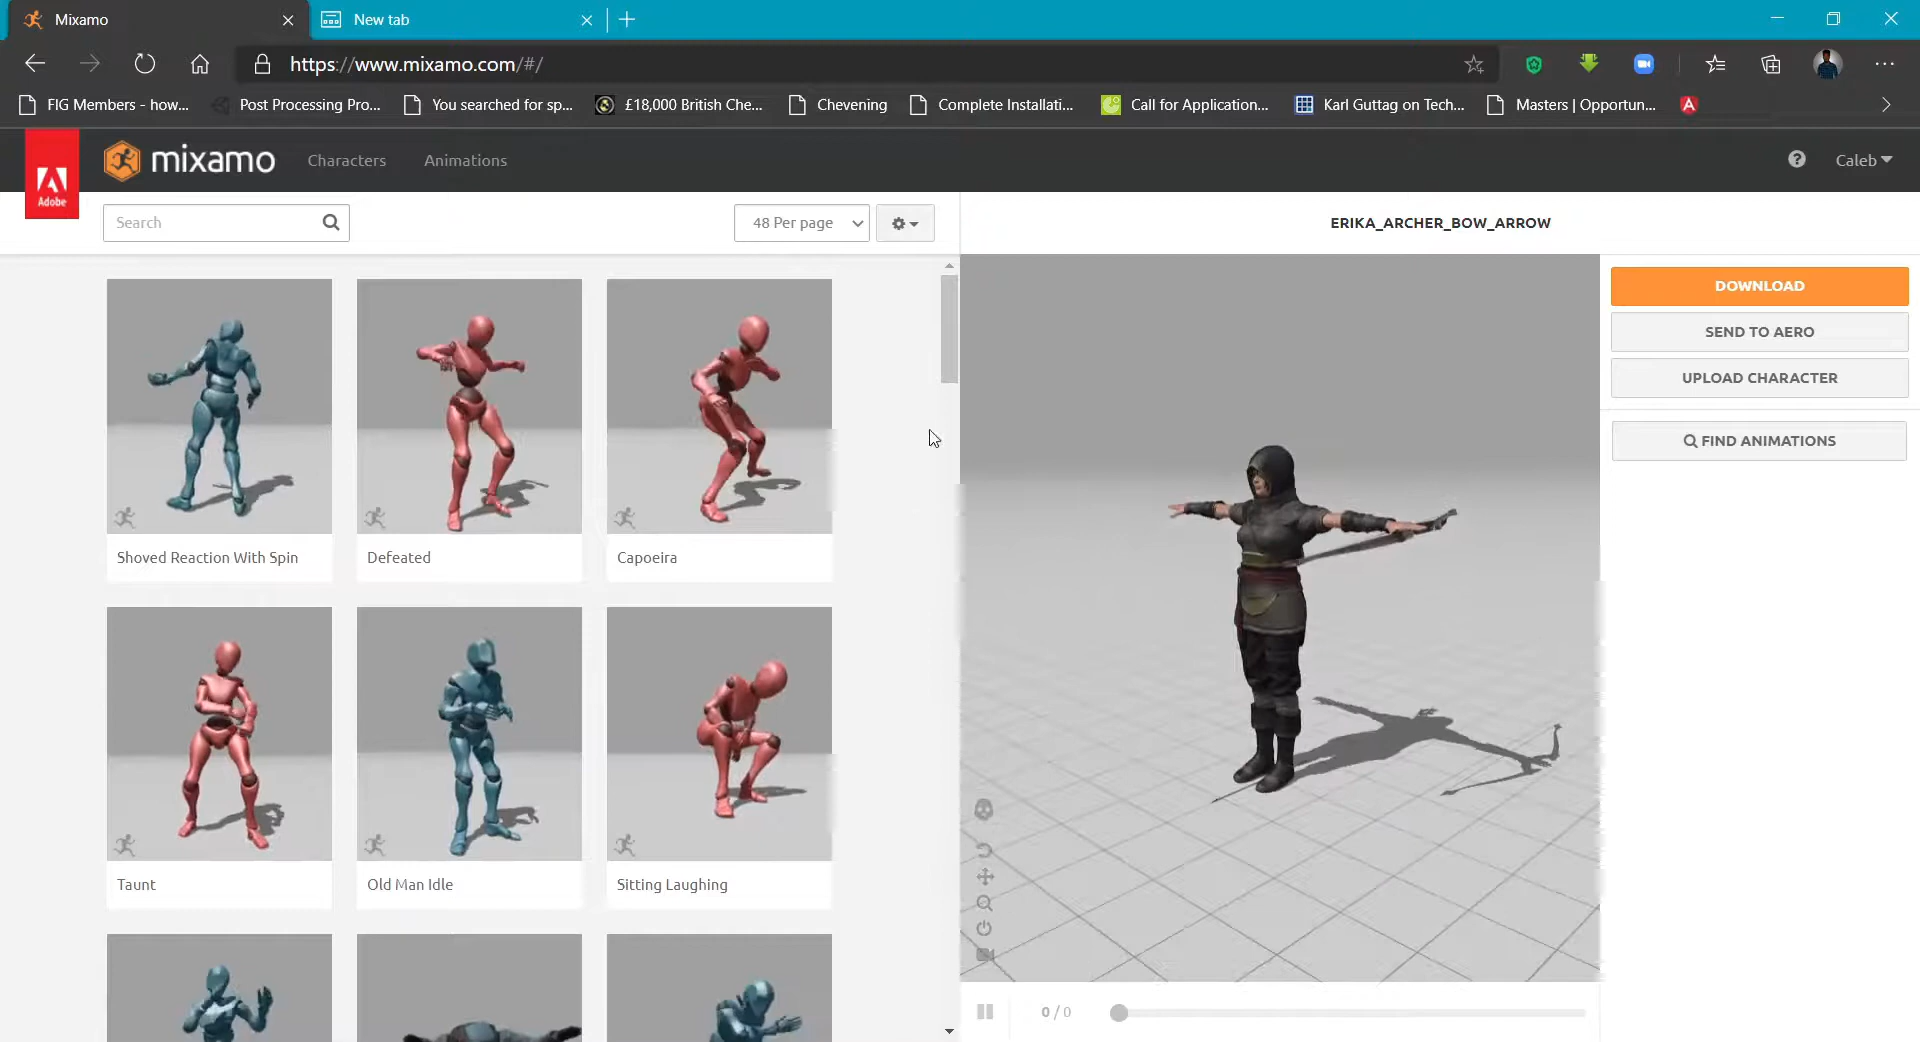 Mixamo
New tab
https://www.mixamo.com/#/
FIG Members - how...
Post Processing Pro...
You searched for sp...
£18,000 British Che...
Chevening
Complete Installati...
Call for Application...
Karl Guttag on Tech...
Masters | Opportun...
Adobe
mixamo
Characters
Animations
Caleb
Search
48 Per page
ERIKA_ARCHER_BOW_ARROW
DOWNLOAD
SEND TO AERO
UPLOAD CHARACTER
FIND ANIMATIONS
Shoved Reaction With Spin
Defeated
Capoeira
Taunt
Old Man Idle
Sitting Laughing
0 / 0